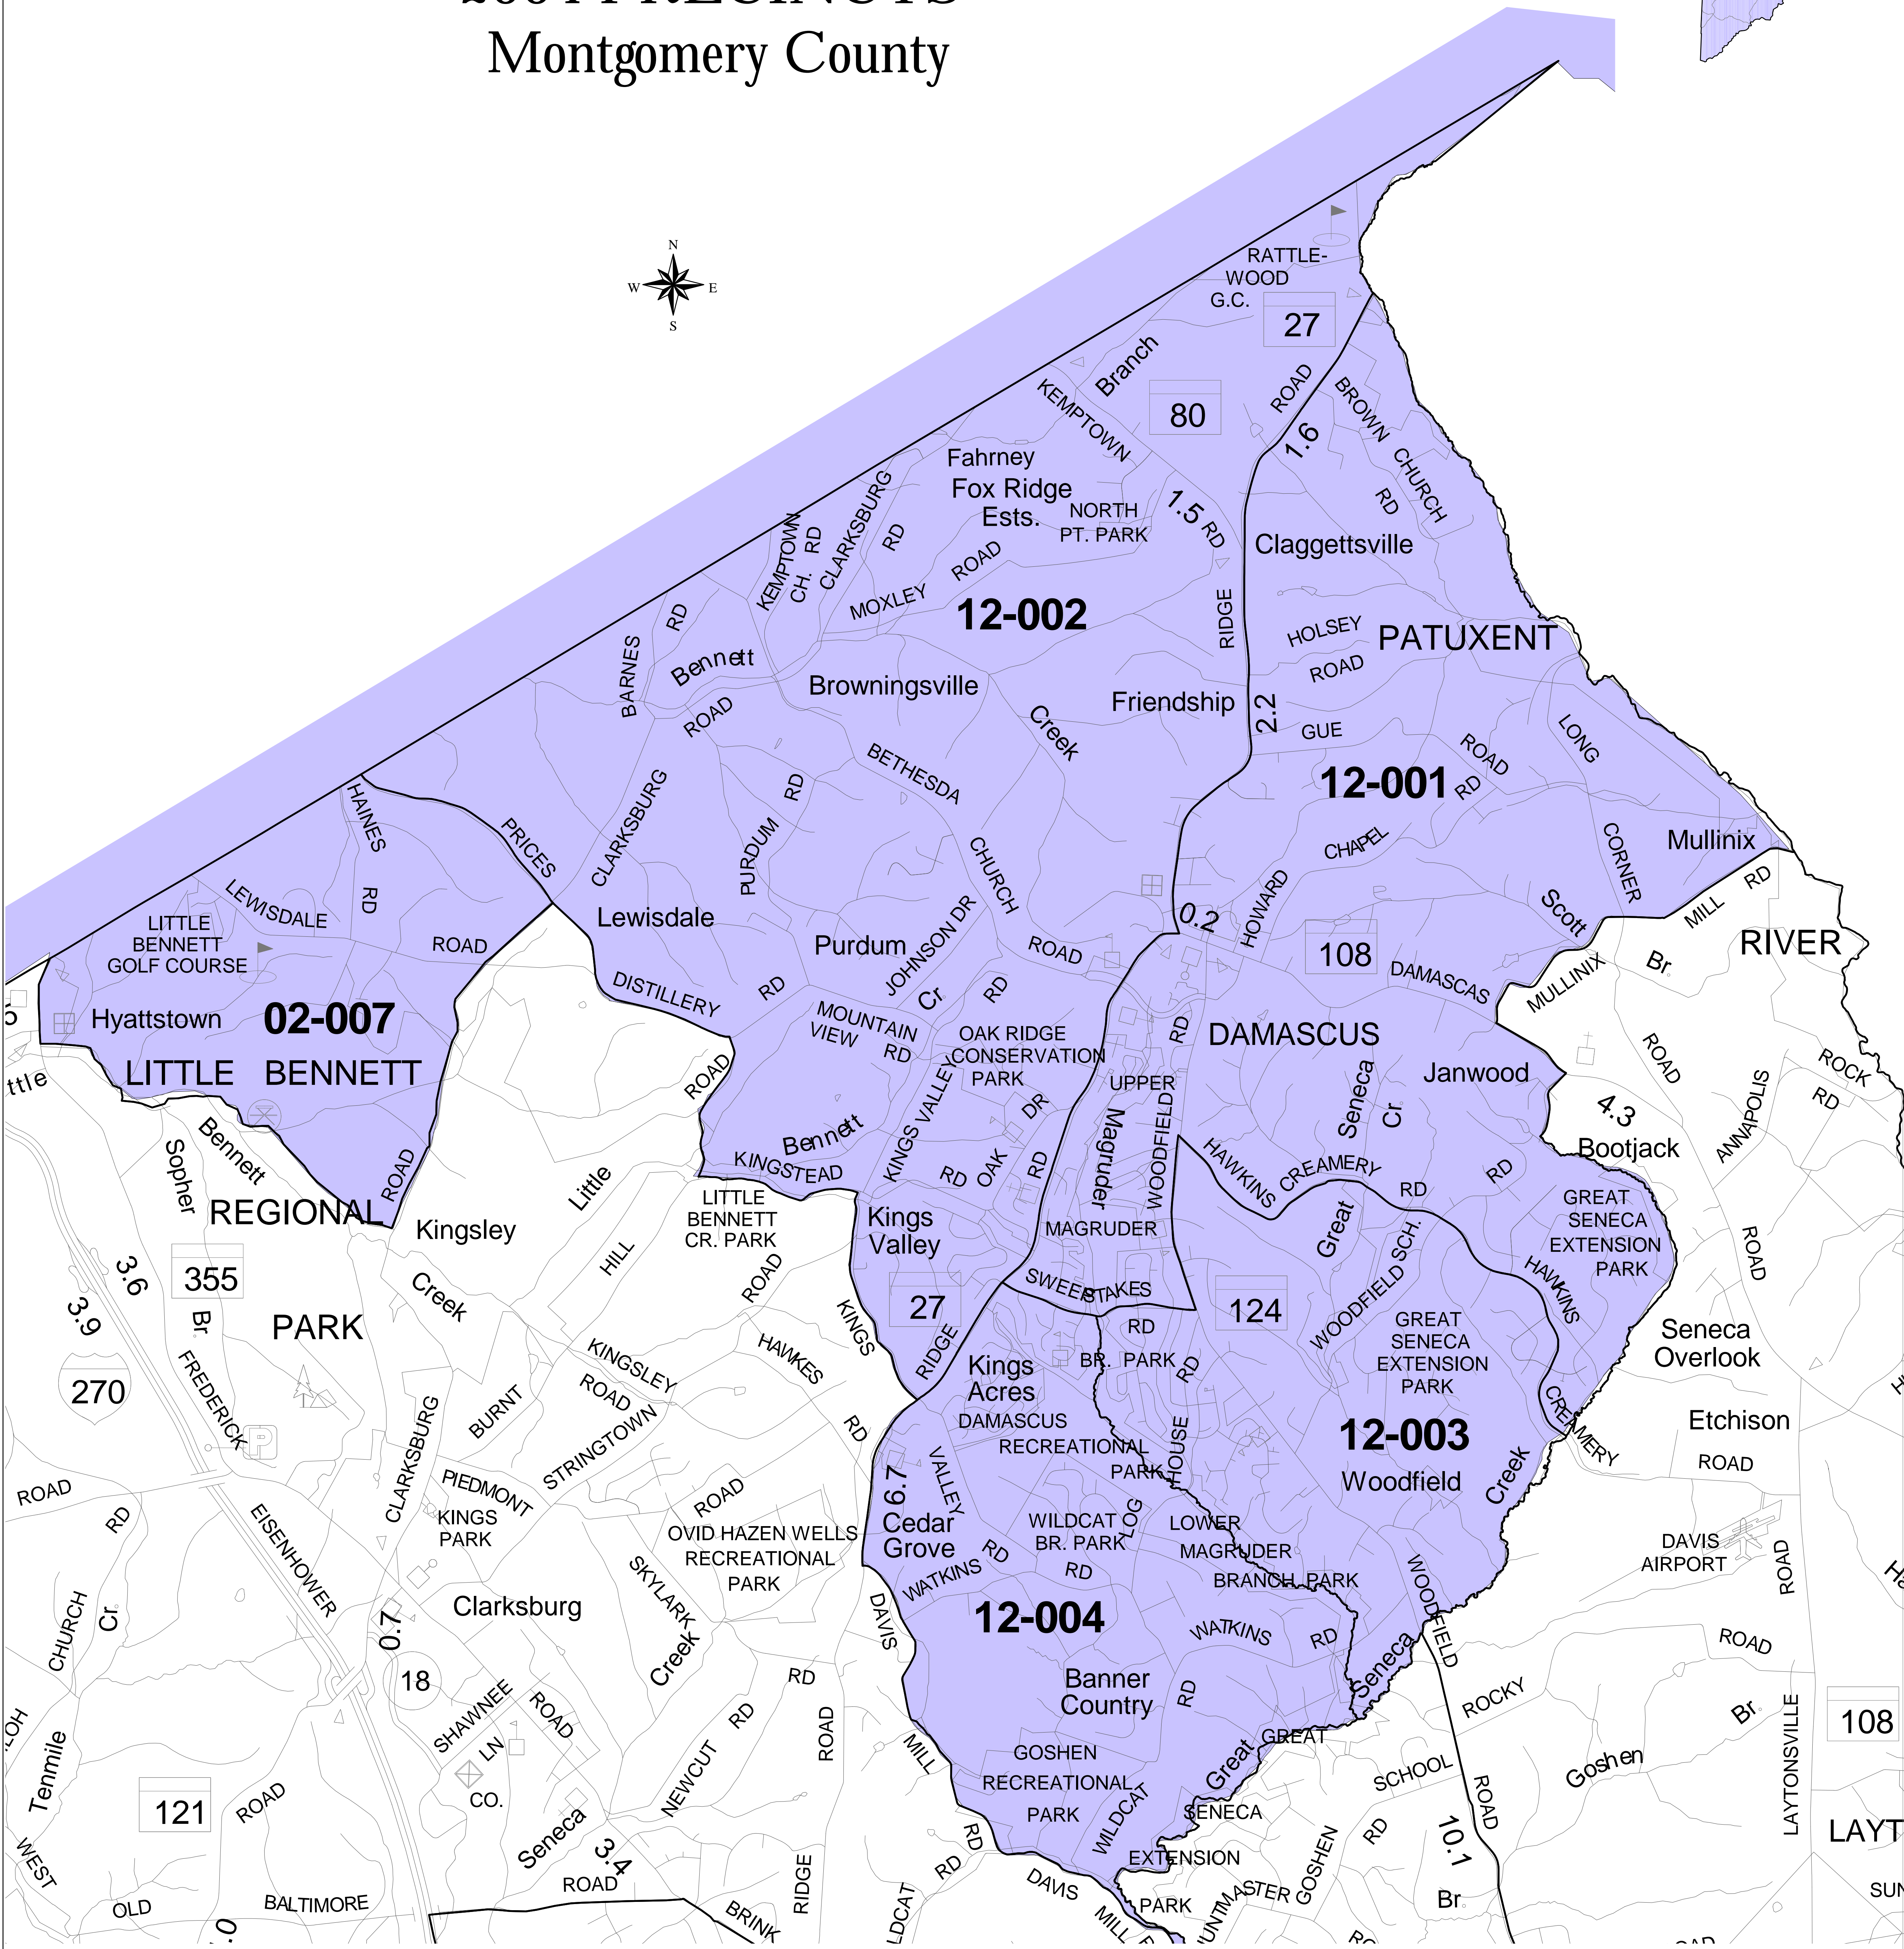 Montgomery County
N
W
E
S
RATTLE-
WOOD
G.C.
27
Branch
KEMPTOWN
80
ROAD
1.6
BROWN
CHURCH
RD
Fahrney
Fox Ridge
Ests.
NORTH
PT. PARK
1.5
RD
Claggettsville
KEMPTOWN
CH. RD
CLARKSBURG
RD
MOXLEY
ROAD
12-002
RIDGE
HOLSEY
ROAD
PATUXENT
BARNES
RD
Bennett
ROAD
Browningsville
Creek
Friendship
2.2
GUE
ROAD
LONG
12-001
RD
BETHESDA
CLARKSBURG
PURDUM
RD
HAINES
RD
PRICES
CHURCH
CHAPEL
CORNER
Mullinix
RD
MILL
LEWISDALE
ROAD
LITTLE
BENNETT
GOLF COURSE
Lewisdale
Purdum
JOHNSON DR
ROAD
0.2
HOWARD
108
DAMASCAS
Scott
Br.
MULLINIX
RIVER
Hyattstown
02-007
LITTLE BENNETT
DISTILLERY
RD
MOUNTAIN
VIEW
RD
Cr.
RD
OAK RIDGE
CONSERVATION
PARK
RD
DAMASCUS
Janwood
ROAD
ROCK
RD
ANNAPOLIS
4.3
Bootjack
ROAD
UPPER
Magruder
WOODFIELD
Seneca
Cr.
HAWKINS
CREAMERY
RD
RD
Bennett
KINGSTEAD
KINGS VALLEY
RD
OAK
DR
RD
Sopher
Bennett
ROAD
REGIONAL
Kingsley
Little
LITTLE
BENNETT
CR. PARK
Kings
Valley
MAGRUDER
Great
SCH.
GREAT
SENECA
EXTENSION
PARK
ROAD
HILL
ROAD
355
3.6
3.9
Br.
PARK
Creek
27
SWEEPSTAKES
RD
124
WOODFIELD
HAWKINS
GREAT
SENECA
EXTENSION
PARK
Seneca
Overlook
270
FREDERICK
KINGSLEY
ROAD
HAWKES
KINGS
RIDGE
Kings
Acres
BR. PARK
RD
CREAMERY
Etchison
ROAD
CLARKSBURG
BURNT
STRINGTOWN
RD
DAMASCUS
RECREATIONAL
PARK
HOUSE
12-003
Woodfield
Creek
ROAD
RD
PIEDMONT
KINGS
PARK
ROAD
6.7
VALLEY
Cedar
Grove
WILDCAT
BR. PARK
LOG
LOWER
MAGRUDER
BRANCH PARK
EISENHOWER
OVID HAZEN WELLS
RECREATIONAL
PARK
WATKINS
RD
RD
DAVIS
AIRPORT
ROAD
CHURCH
Cr.
Clarksburg
SKYLARK
Creek
DAVIS
12-004
WATKINS
RD
WOODFIELD
Seneca
ROAD
0.7
18
SHAWNEE
LN
ROAD
RD
RD
ROAD
Banner
Country
RD
ROCKY
Br.
LAYTONSVILLE
108
Tennmile
121
ROAD
CO.
NEWCUT
MILL
GOSHEN
RECREATIONAL
PARK
Great
GREAT
SCHOOL
ROAD
Goshen
Seneca
3.4
ROAD
RD
WILDCAT
SENECA
EXTENSION
PARK
GOSHEN
RD
10.1
Br.
WEST
OLD
BALTIMORE
BRINK
RIDGE
RD
DAVIS
MILL